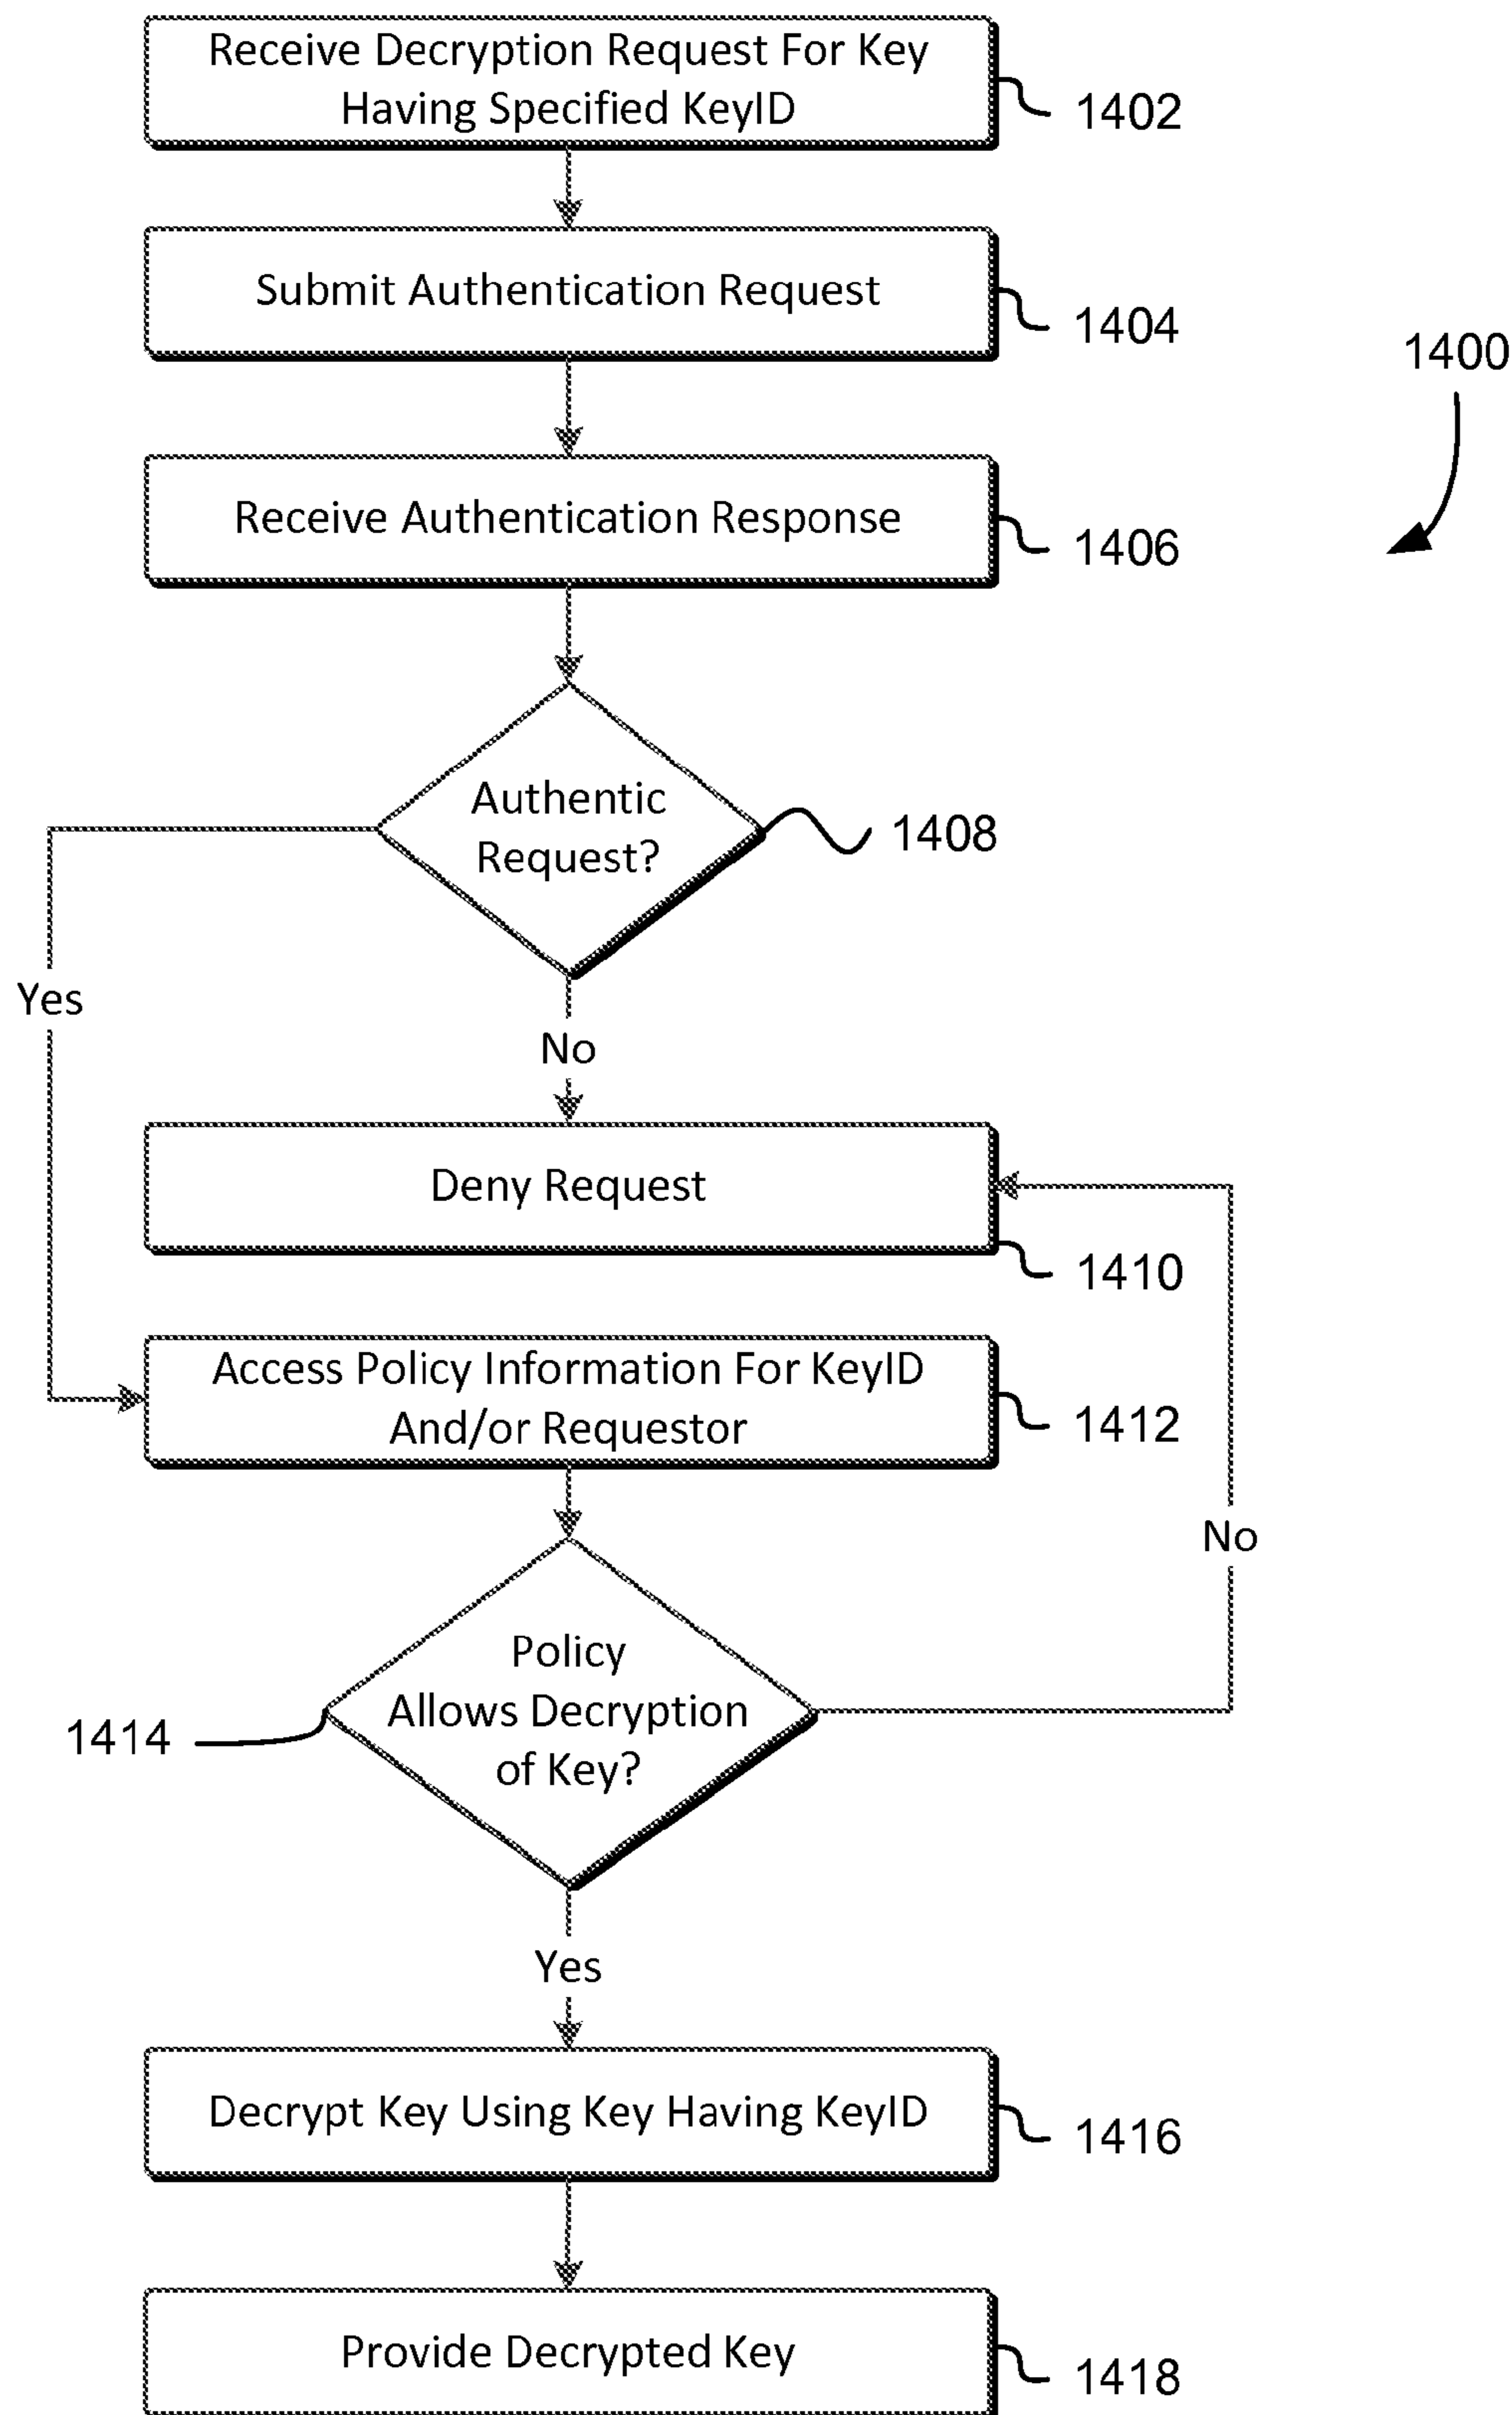 Receive Decryption Request For Key
Having Specified KeyID
1402
Submit Authentication Request
1404
1400
Receive Authentication Response
1406
Authentic
Request?
1408
Yes
No
Deny Request
1410
Access Policy Information For KeyID
And/or Requestor
1412
No
Policy
Allows Decryption
of Key?
1414
Yes
Decrypt Key Using Key Having KeyID
1416
Provide Decrypted Key
1418